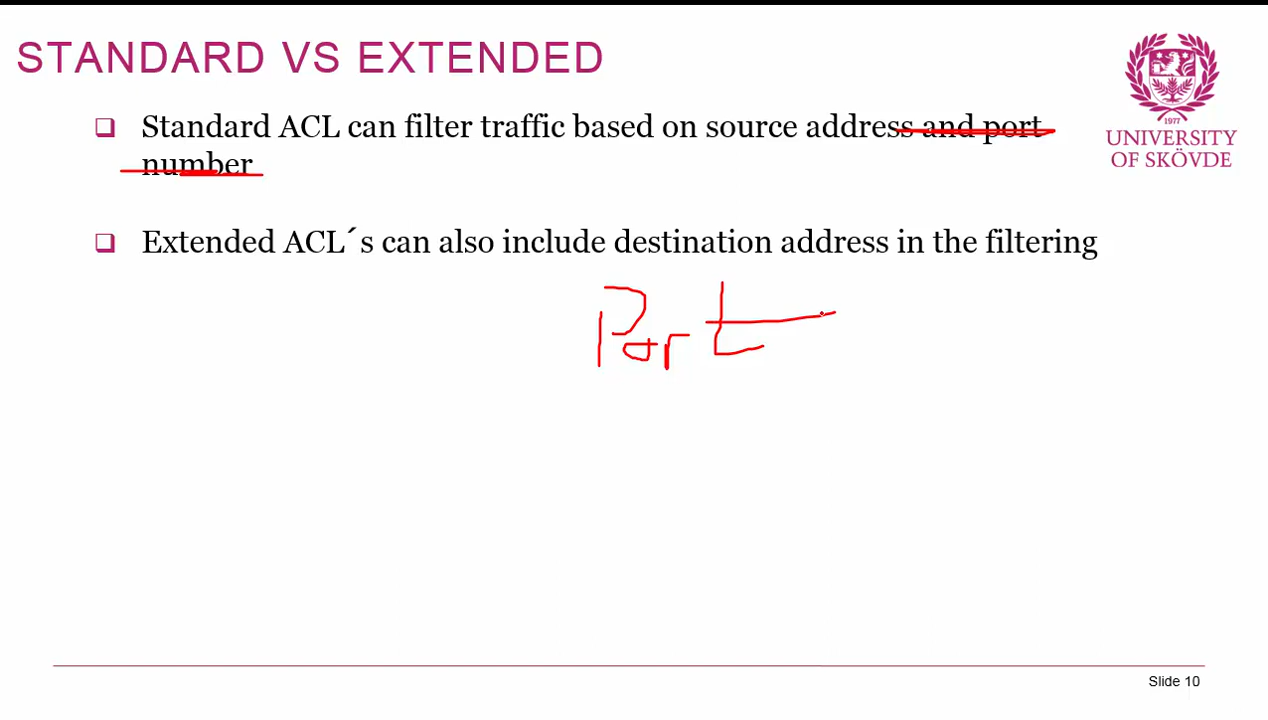 STANDARD VS EXTENDED
Standard ACL can filter traffic based on source address and port
number
Extended ACL´s can also include destination address in the filtering
Port
1977
UNIVERSITY
OF SKÖVDE
Slide 10